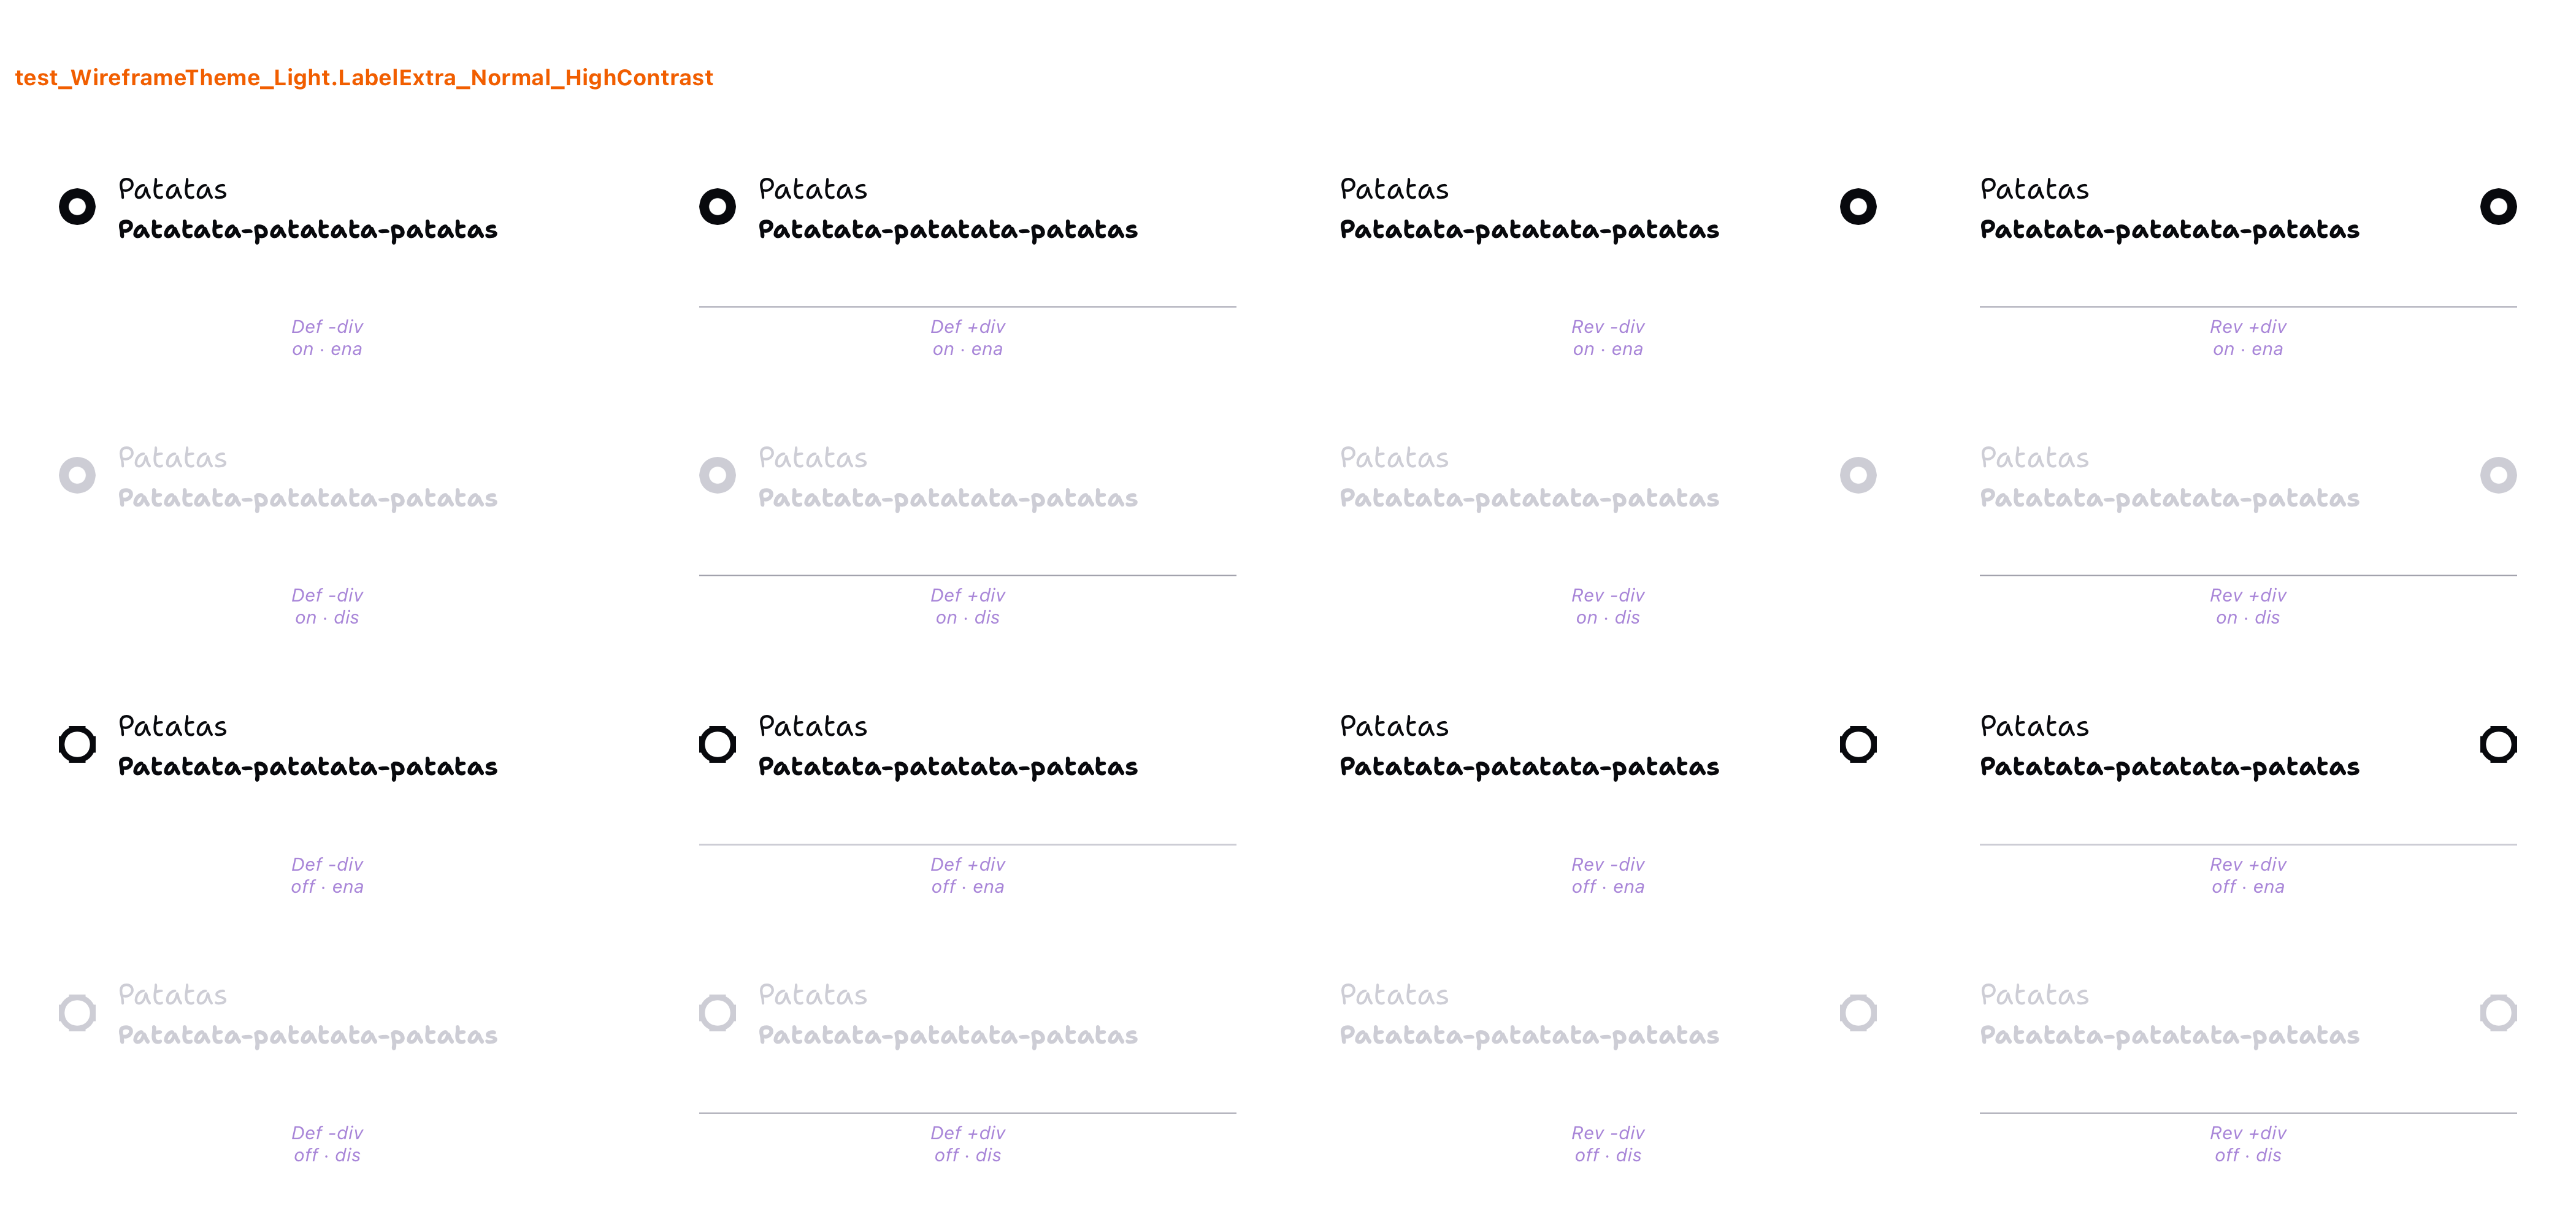 test_WireframeTheme_Light.LabelExtra_Normal_HighContrast
Patatas
Patatata-patatata-patatas
Def -div
on · ena
Patatas
Patatata-patatata-patatas
Def +div
on · ena
Patatas
Patatata-patatata-patatas
Rev -div
on · ena
Patatas
Patatata-patatata-patatas
Rev +div
on · ena
Patatas
Patatata-patatata-patatas
Def -div
on · dis
Patatas
Patatata-patatata-patatas
Def +div
on · dis
Patatas
Patatata-patatata-patatas
Rev -div
on · dis
Patatas
Patatata-patatata-patatas
Rev +div
on · dis
Patatas
Patatata-patatata-patatas
Def -div
off · ena
Patatas
Patatata-patatata-patatas
Def +div
off · ena
Patatas
Patatata-patatata-patatas
Rev -div
off · ena
Patatas
Patatata-patatata-patatas
Rev +div
off · ena
Patatas
Patatata-patatata-patatas
Def -div
off · dis
Patatas
Patatata-patatata-patatas
Def +div
off · dis
Patatas
Patatata-patatata-patatas
Rev -div
off · dis
Patatas
Patatata-patatata-patatas
Rev +div
off · dis